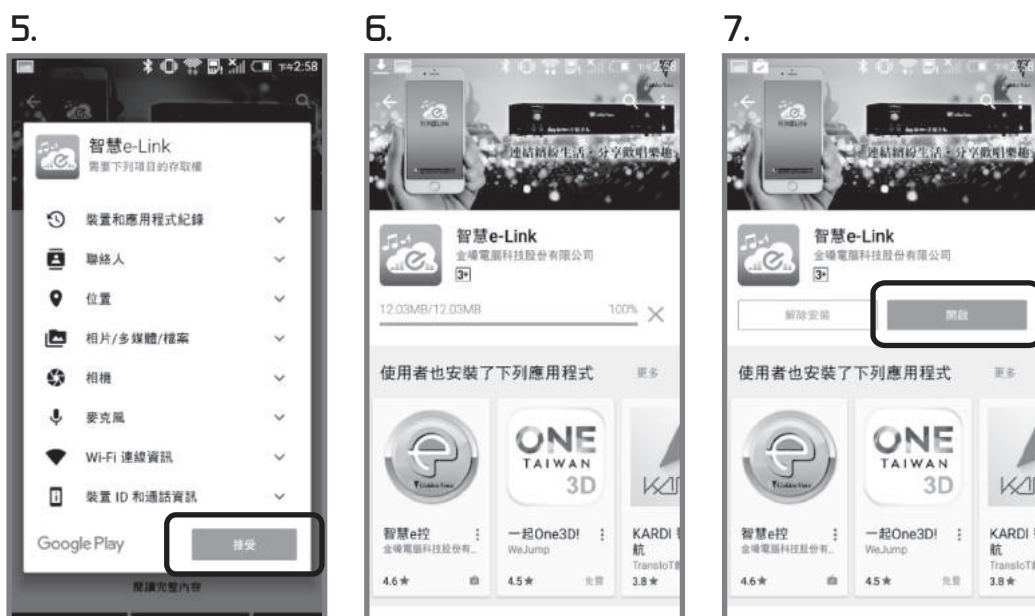 5.
下午2:58
智慧e-Link
需要下列項目的存取權
裝置和應用程式紀錄
聯絡人
位置
相片/多媒體/檔案
相機
麥克風
Wi-Fi 連線資訊
裝置 ID 和通話資訊
Google Play
接受
閱讀完整內容
6.
連結繽紛生活，分享歡唱樂趣
智慧e-Link
金嗓電腦科技股份有限公司
3+
12.03MB/12.03MB 100%
使用者也安裝了下列應用程式 更多
Golden Voice
ONE
TAIWAN
3D
智慧e控 一起One3D! KARDI
金嗓電腦科技股份有.. WeJump 航
4.6★ 4.5★ 免費 3.8★
7.
連結繽紛生活，分享歡唱樂趣
智慧e-Link
金嗓電腦科技股份有限公司
3+
解除安裝 開啟
使用者也安裝了下列應用程式 更多
Golden Voice
ONE
TAIWAN
3D
智慧e控 一起One3D! KARDI
金嗓電腦科技股份有.. WeJump 航
4.6★ 4.5★ 免費 3.8★